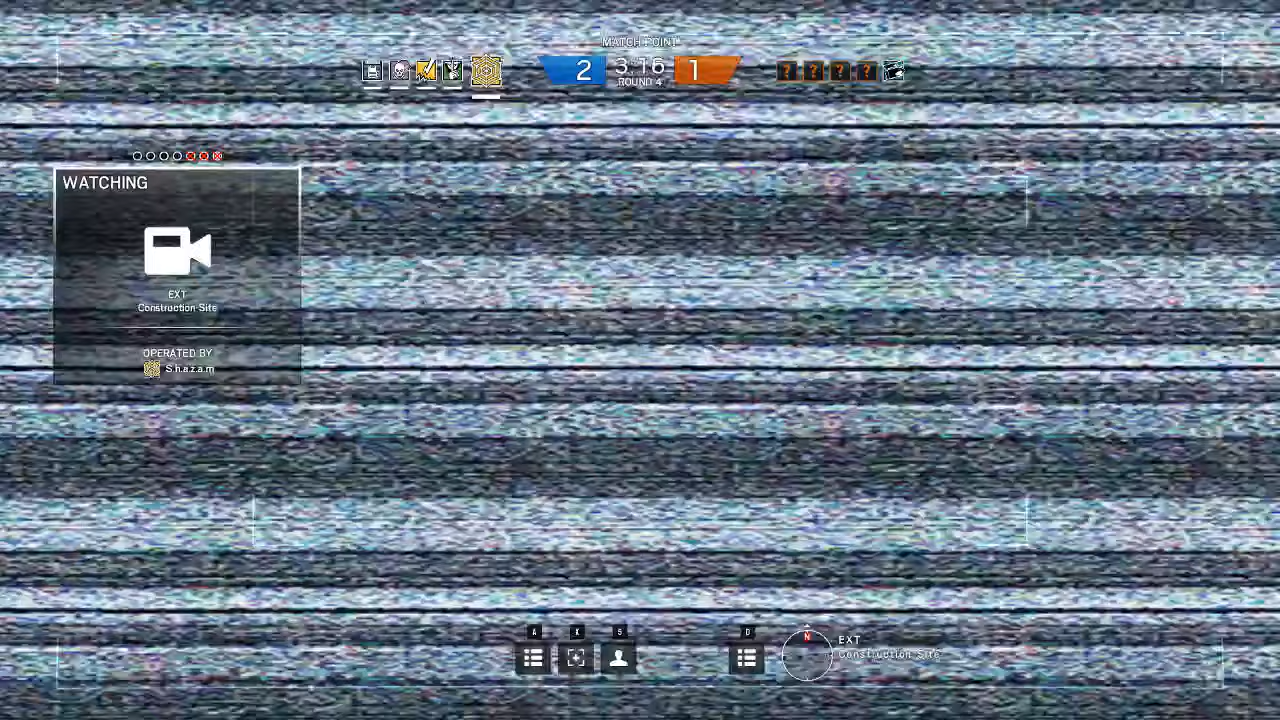 MATCH POINT
2 3:16 1
ROUND 4
? ? ? ?
WATCHING
EXT
Construction Site
OPERATED BY
S.h.a.z.a.m
A X S D
N
EXT
Construction Site